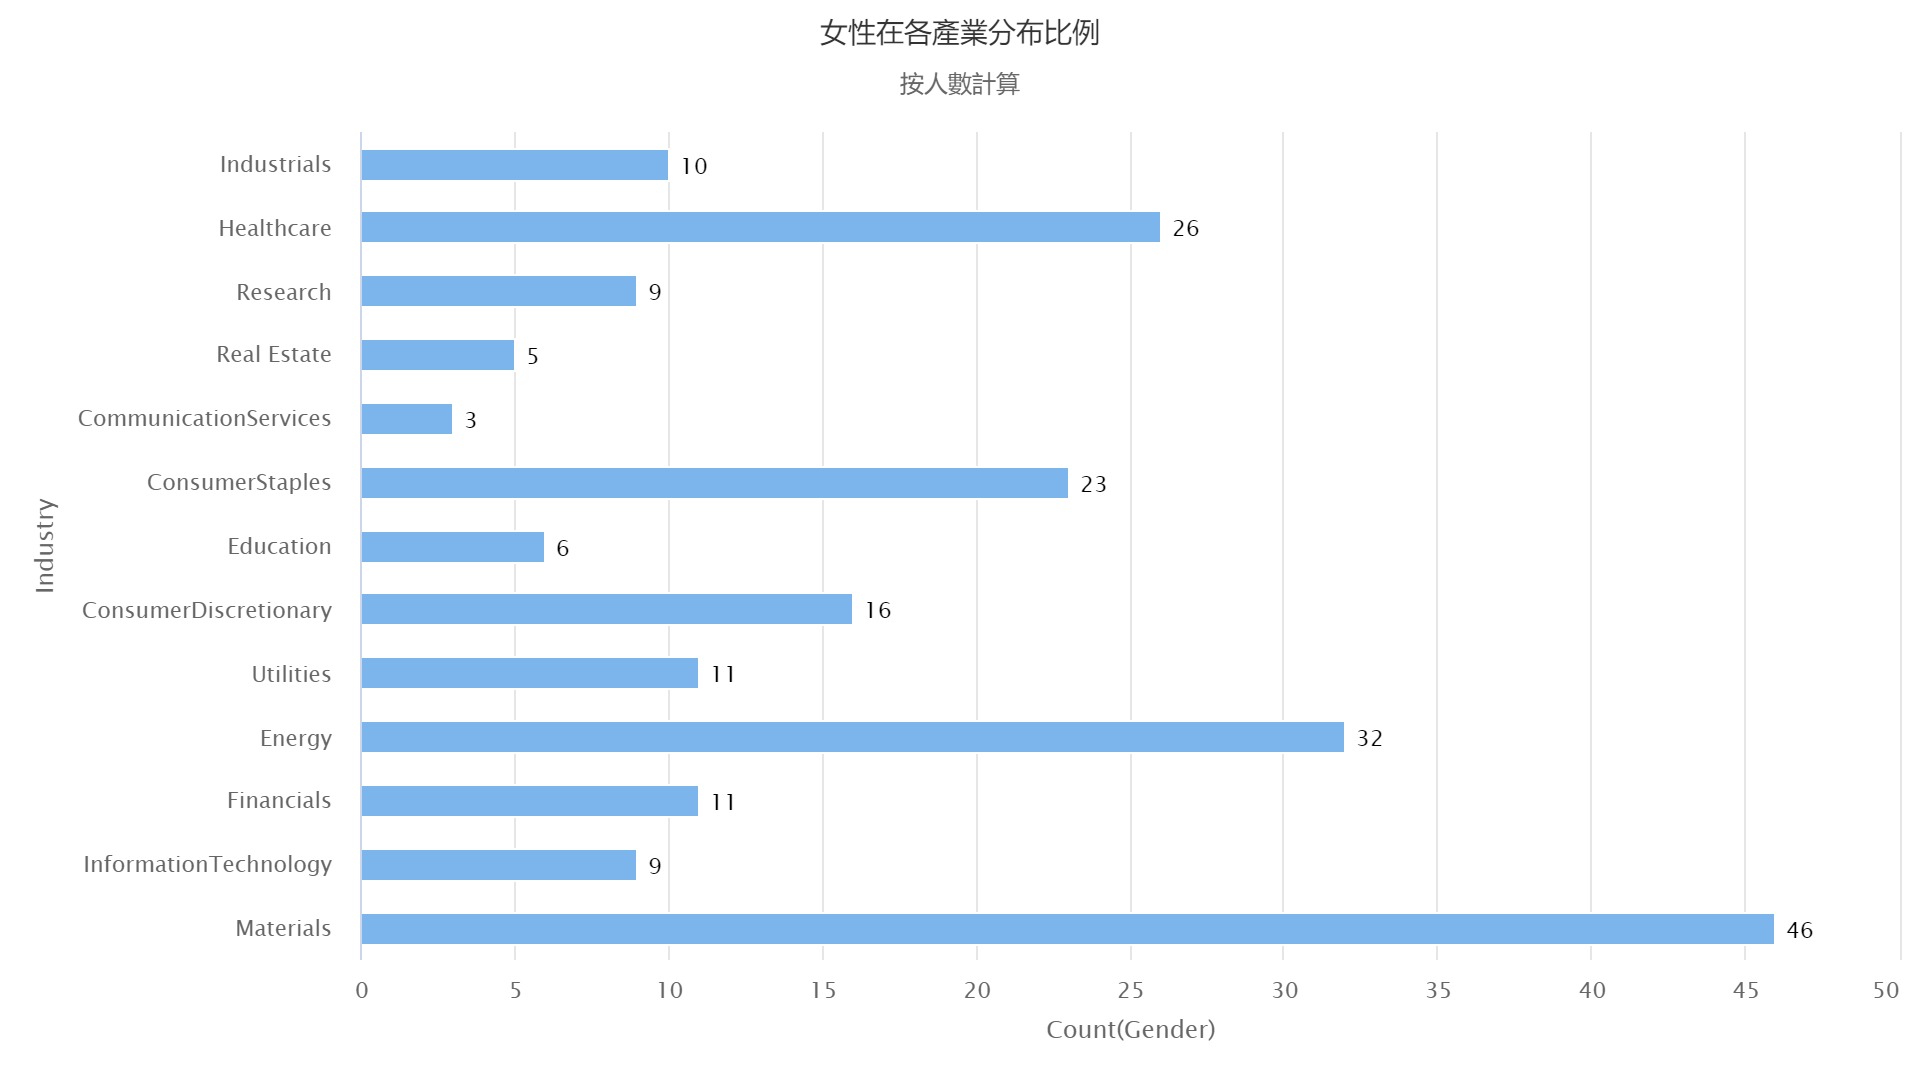 女性在各產業分布比例
按人數計算
Industry
Industrials 10
Healthcare 26
Research 9
Real Estate 5
CommunicationServices 3
ConsumerStaples 23
Education 6
ConsumerDiscretionary 16
Utilities 11
Energy 32
Financials 11
InformationTechnology 9
Materials 46
0 5 10 15 20 25 30 35 40 45 50
Count(Gender)